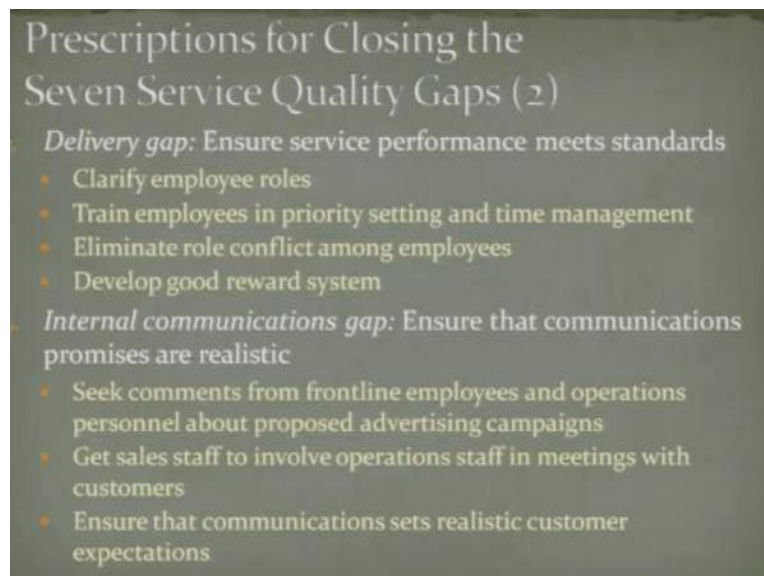 Prescriptions for Closing the
Seven Service Quality Gaps (2)
Delivery gap: Ensure service performance meets standards
Clarify employee roles
Train employees in priority setting and time management
Eliminate role conflict among employees
Develop good reward system
Internal communications gap: Ensure that communications
promises are realistic
Seek comments from frontline employees and operations
personnel about proposed advertising campaigns
Get sales staff to involve operations staff in meetings with
customers
Ensure that communications sets realistic customer
expectations